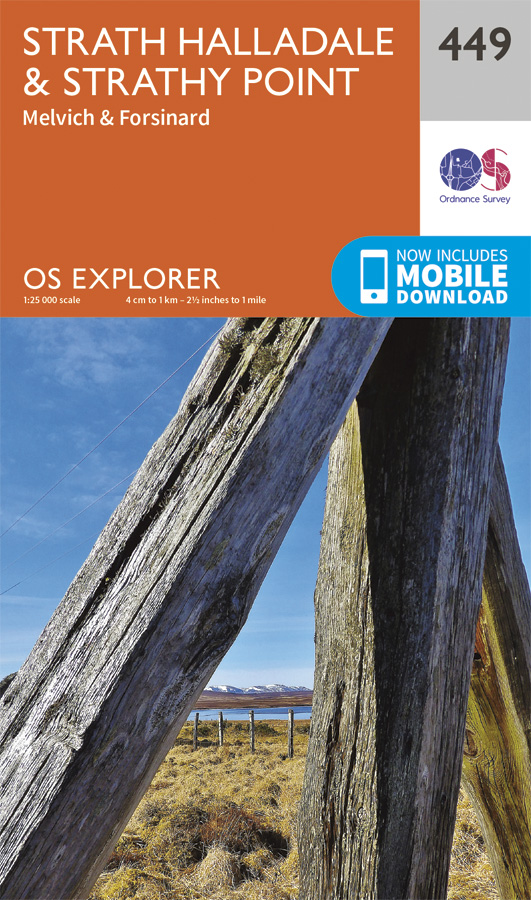 STRATH HALLADALE
& STRATHY POINT
Melvich & Forsinard
449
OS
Ordnance Survey
OS EXPLORER
1:25 000 scale
4 cm to 1 km – 2½ inches to 1 mile
NOW INCLUDES
MOBILE
DOWNLOAD